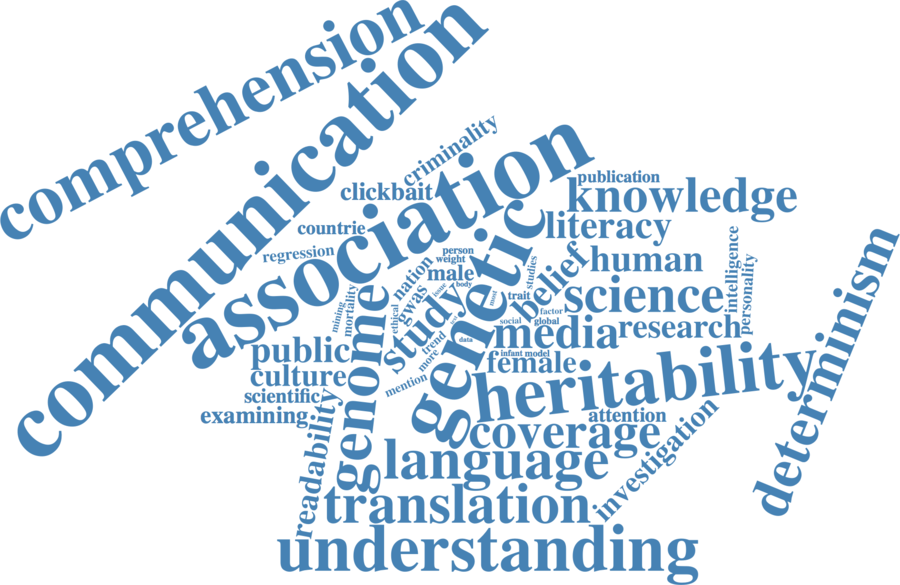 comprehension
communication
criminality
clickbait
association
publication
knowledge
countrie
literacy
regression
person
weight
nation
male
body
issue
genetic
studies
belief
human
intelligence
personality
gwas
study
trait
science
mining
mortality
ethical
factor
social
global
media
research
trend
data
more
infant model
female
public
genome
culture
mention
heritability
determinism
scientific
examining
attention
readability
coverage
investigation
language
translation
understanding